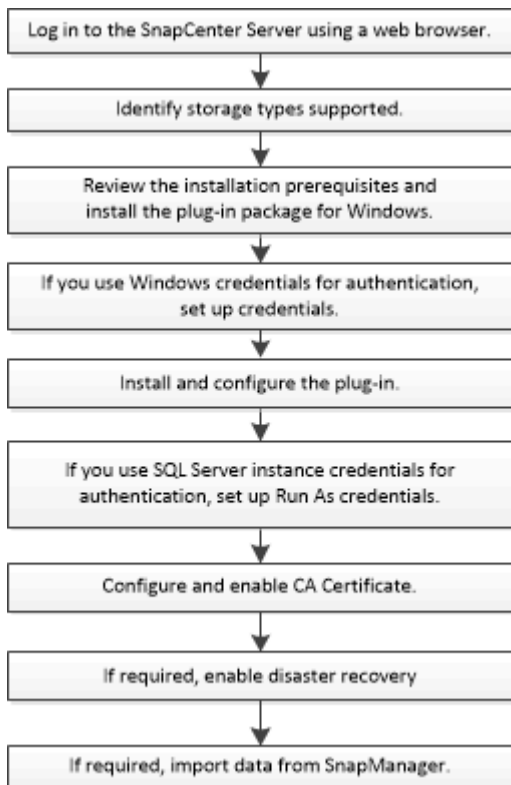 Log in to the SnapCenter Server using a web browser.
Identify storage types supported.
Review the installation prerequisites and
install the plug-in package for Windows.
If you use Windows credentials for authentication,
set up credentials.
Install and configure the plug-in.
If you use SQL Server instance credentials for
authentication, set up Run As credentials.
Configure and enable CA Certificate.
If required, enable disaster recovery
If required, import data from SnapManager.